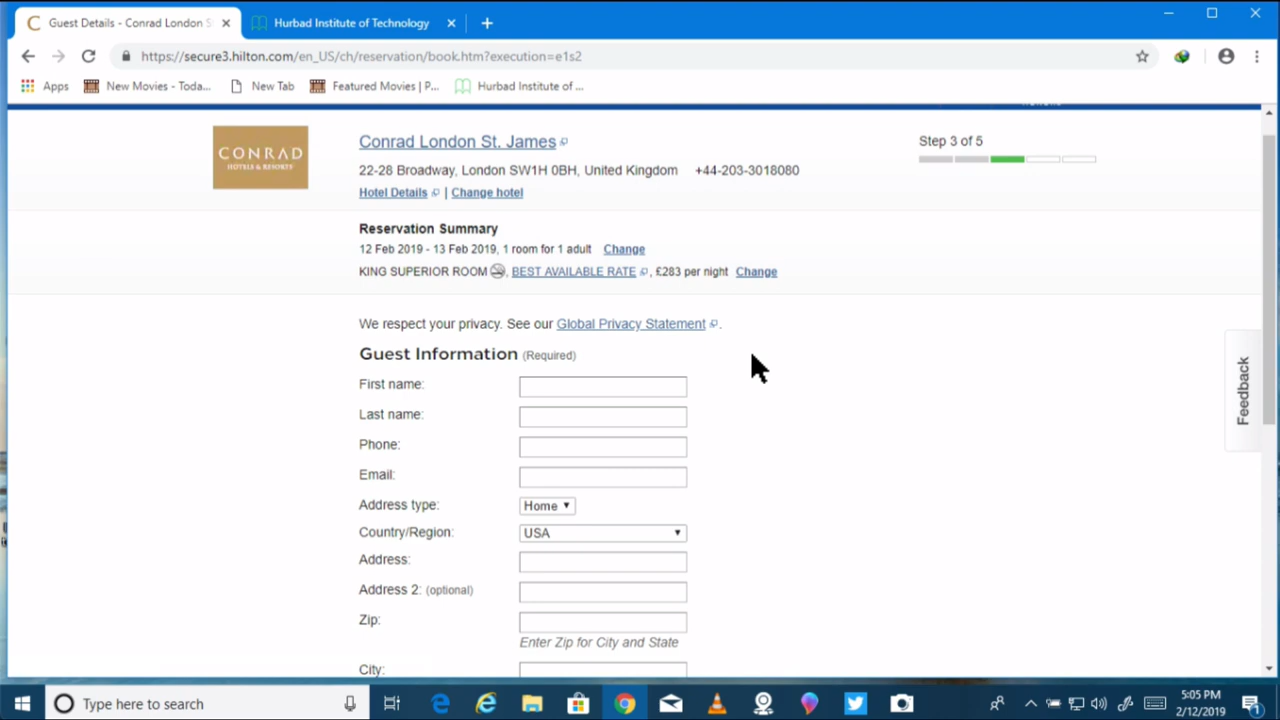 Guest Details - Conrad London S
Hurbad Institute of Technology
https://secure3.hilton.com/en_US/ch/reservation/book.htm?execution=e1s2
Apps New Movies - Toda... New Tab Featured Movies | P... Hurbad Institute of ...
CONRAD
HOTELS & RESORTS
Conrad London St. James
Step 3 of 5
22-28 Broadway, London SW1H 0BH, United Kingdom +44-203-3018080
Hotel Details | Change hotel
Reservation Summary
12 Feb 2019 - 13 Feb 2019, 1 room for 1 adult Change
KING SUPERIOR ROOM , BEST AVAILABLE RATE , £283 per night Change
We respect your privacy. See our Global Privacy Statement .
Guest Information (Required)
First name:
Last name:
Phone:
Email:
Address type: Home
Country/Region: USA
Address:
Address 2: (optional)
Zip:
Enter Zip for City and State
City:
Feedback
Type here to search
5:05 PM
2/12/2019
1